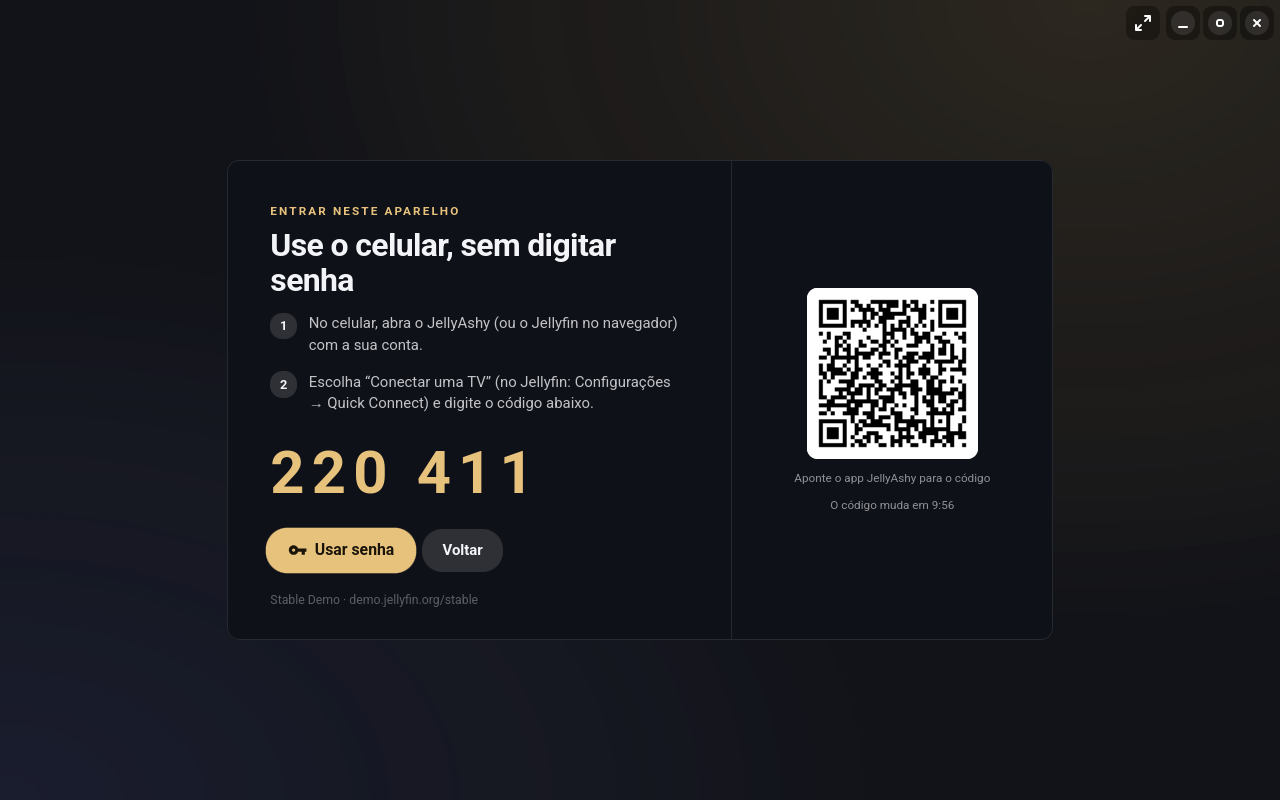 ENTRAR NESTE APARELHO
Use o celular, sem digitar
senha
1 No celular, abra o JellyAshy (ou o Jellyfin no navegador)
com a sua conta.
2 Escolha “Conectar uma TV” (no Jellyfin: Configurações
→ Quick Connect) e digite o código abaixo.
220 411
Usar senha
Voltar
Stable Demo · demo.jellyfin.org/stable
Aponte o app JellyAshy para o código
O código muda em 9:56